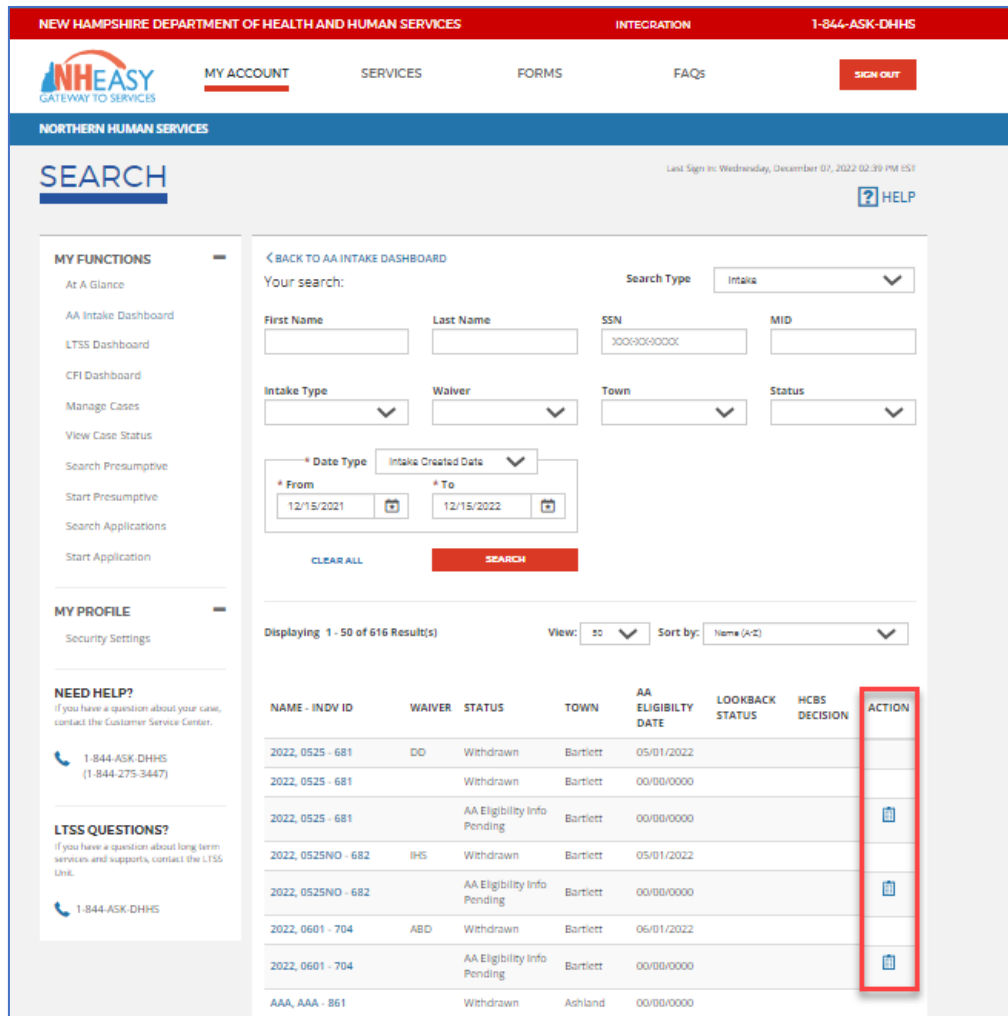 NEW HAMPSHIRE DEPARTMENT OF HEALTH AND HUMAN SERVICES INTEGRATION 1-844-ASK-DHHS
NHEASY
GATEWAY TO SERVICES
MY ACCOUNT SERVICES FORMS FAQs SIGN OUT
NORTHERN HUMAN SERVICES
SEARCH
Last Sign In: Wednesday, December 07, 2022 02:39 PM EST
? HELP
MY FUNCTIONS
At A Glance
AA Intake Dashboard
LTSS Dashboard
CFI Dashboard
Manage Cases
View Case Status
Search Presumptive
Start Presumptive
Search Applications
Start Application
MY PROFILE
Security Settings
NEED HELP?
If you have a question about your case,
contact the Customer Service Center.
1-844-ASK-DHHS
(1-844-275-3447)
LTSS QUESTIONS?
If you have a question about long term
services and supports, contact the LTSS
Unit.
1-844-ASK-DHHS
BACK TO AA INTAKE DASHBOARD
Your search: Search Type Intake
First Name Last Name SSN MID
XXX-XX-XXXX
Intake Type Waiver Town Status
* Date Type Intake Created Date
* From * To
12/15/2021 12/15/2022
CLEAR ALL SEARCH
Displaying 1 - 50 of 616 Result(s) View: 50 Sort by: Name (A-Z)
NAME - INDV ID WAIVER STATUS TOWN AA ELIGIBILTY DATE LOOKBACK STATUS HCBS DECISION ACTION
2022, 0525 - 681 DD Withdrawn Bartlett 05/01/2022
2022, 0525 - 681 Withdrawn Bartlett 00/00/0000
2022, 0525 - 681 AA Eligibility Info Pending Bartlett 00/00/0000
2022, 0525NO - 682 IHS Withdrawn Bartlett 05/01/2022
2022, 0525NO - 682 AA Eligibility Info Pending Bartlett 00/00/0000
2022, 0601 - 704 ABD Withdrawn Bartlett 06/01/2022
2022, 0601 - 704 AA Eligibility Info Pending Bartlett 00/00/0000
AAA, AAA - 861 Withdrawn Ashland 00/00/0000